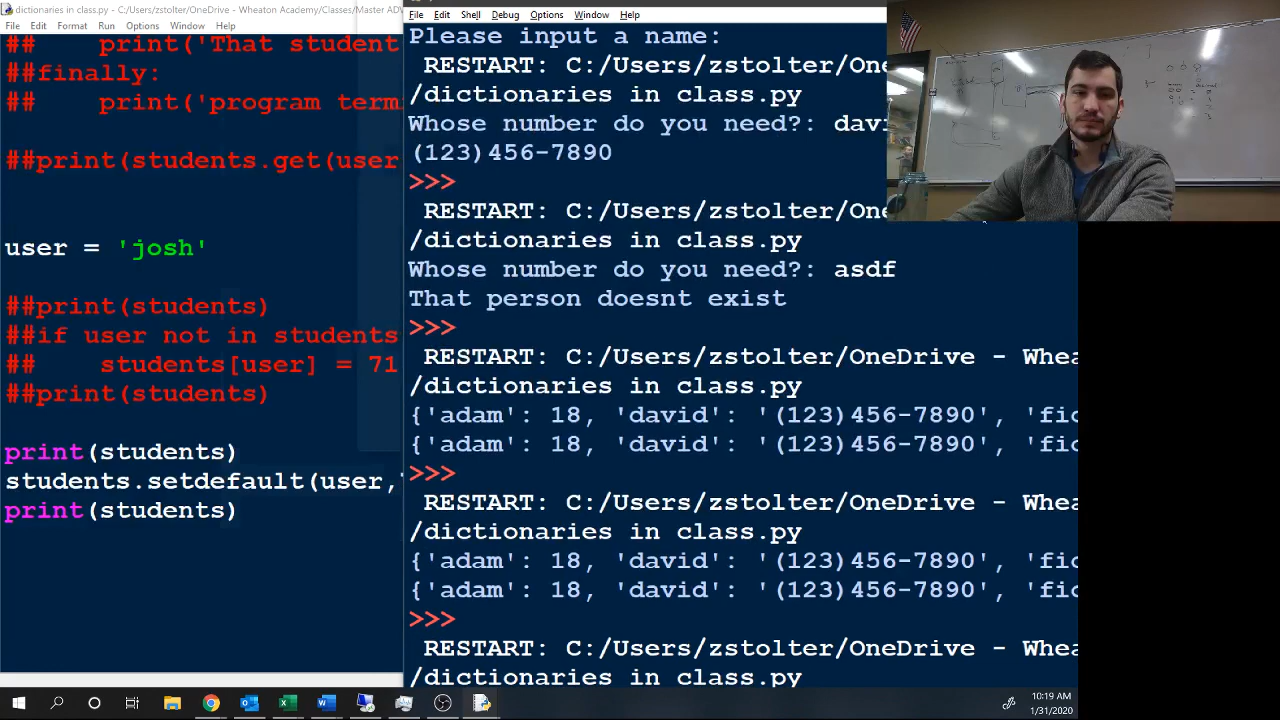 dictionaries in class.py - C:/Users/zstolter/OneDrive - Wheaton Academy/Classes/Master ADV
File Edit Format Run Options Window Help
##    print('That student
##finally:
##    print('program term
##print(students.get(user
user = 'josh'
##print(students)
##if user not in students
##    students[user] = 71
##print(students)
print(students)
students.setdefault(user,
print(students)
File Edit Shell Debug Options Window Help
Please input a name:
RESTART: C:/Users/zstolter/One
/dictionaries in class.py
Whose number do you need?: davi
(123)456-7890
>>>
RESTART: C:/Users/zstolter/One
/dictionaries in class.py
Whose number do you need?: asdf
That person doesnt exist
>>>
RESTART: C:/Users/zstolter/OneDrive - Whea
/dictionaries in class.py
{'adam': 18, 'david': '(123)456-7890', 'fio
{'adam': 18, 'david': '(123)456-7890', 'fio
>>>
RESTART: C:/Users/zstolter/OneDrive - Whea
/dictionaries in class.py
{'adam': 18, 'david': '(123)456-7890', 'fio
{'adam': 18, 'david': '(123)456-7890', 'fio
>>>
RESTART: C:/Users/zstolter/OneDrive - Whea
/dictionaries in class.py
10:19 AM
1/31/2020